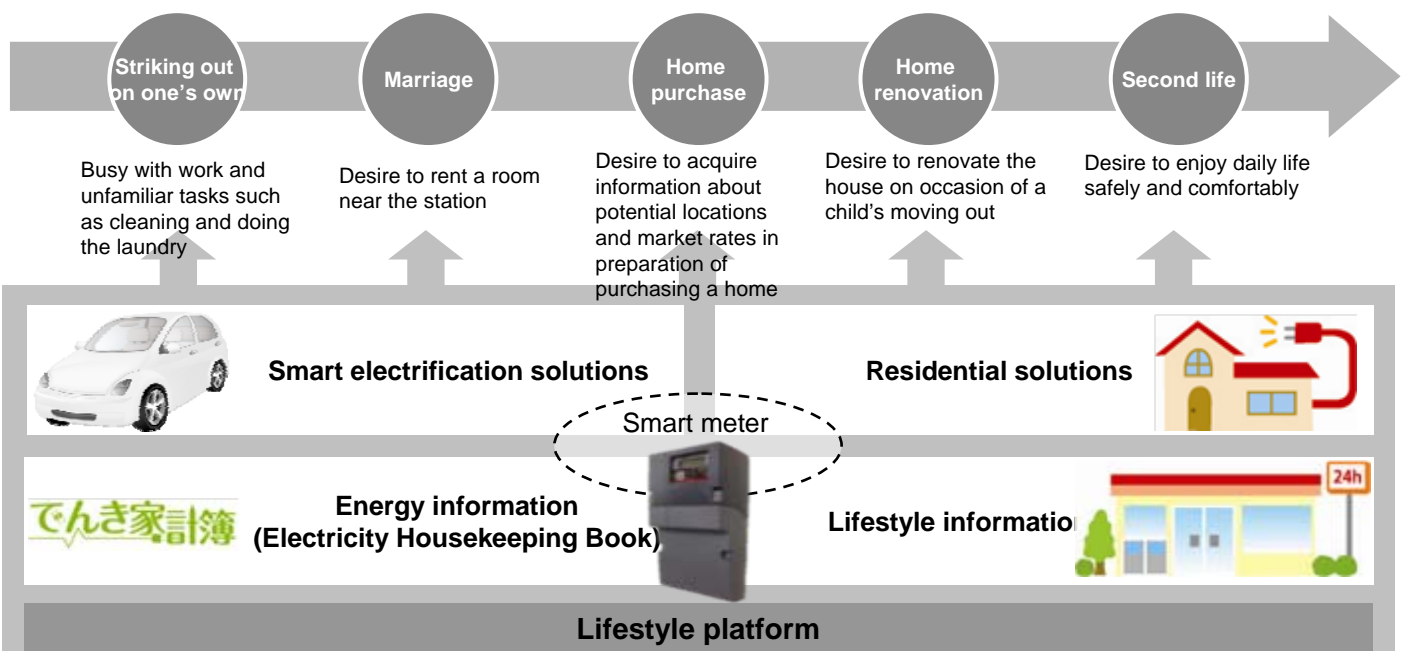 Striking out
on one's own
Marriage
Home
purchase
Home
renovation
Second life
Busy with work and
unfamiliar tasks such
as cleaning and doing
the laundry
Desire to rent a room
near the station
Desire to acquire
information about
potential locations
and market rates in
preparation of
purchasing a home
Desire to renovate the
house on occasion of a
child's moving out
Desire to enjoy daily life
safely and comfortably
Smart electrification solutions
Residential solutions
Smart meter
でんき家計簿
Energy information
(Electricity Housekeeping Book)
Lifestyle information
24h
Lifestyle platform